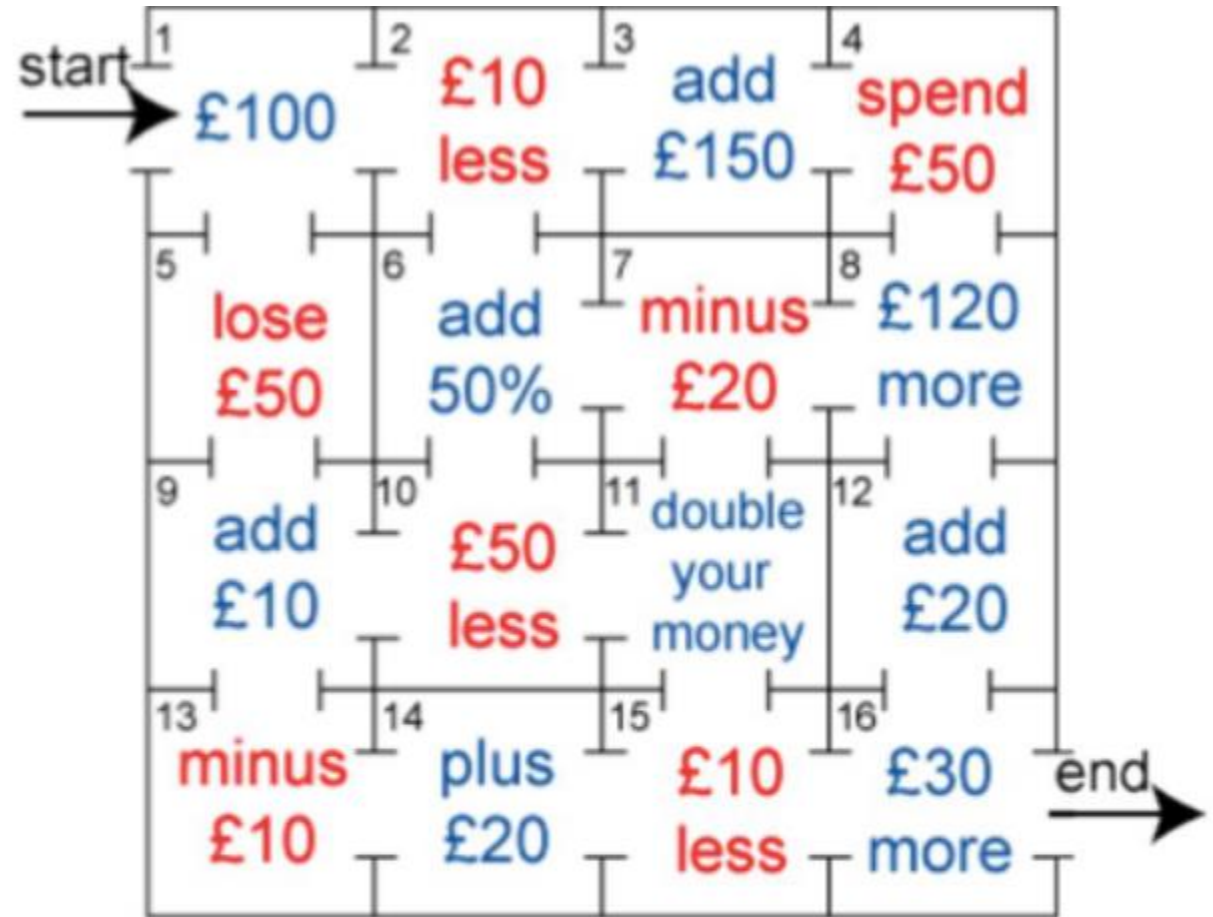 1
2
3
4
start
£100
£10
less
add
£150
spend
£50
5
6
7
8
lose
£50
add
50%
minus
£20
£120
more
9
10
11
12
add
£10
£50
less
double
your
money
add
£20
13
14
15
16
minus
£10
plus
£20
£10
less
£30
more
end